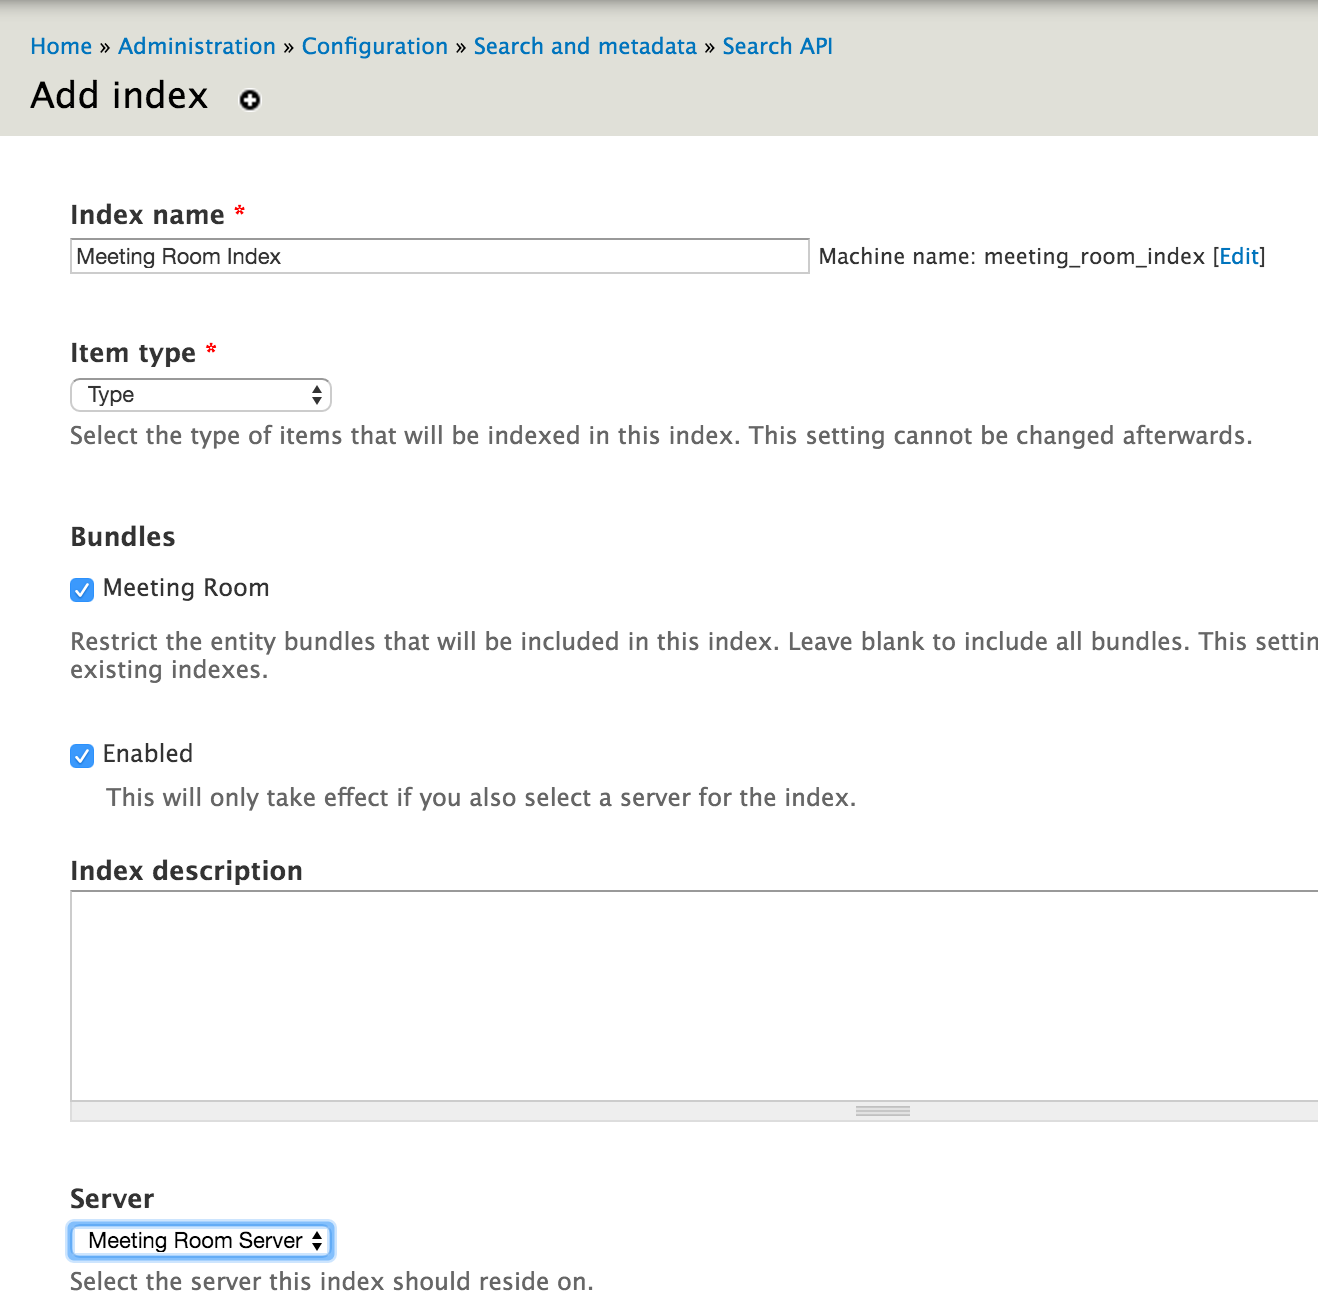 Home » Administration » Configuration » Search and metadata » Search API
Add index
Index name *
Meeting Room Index Machine name: meeting_room_index [Edit]
Item type *
Type
Select the type of items that will be indexed in this index. This setting cannot be changed afterwards.
Bundles
Meeting Room
Restrict the entity bundles that will be included in this index. Leave blank to include all bundles. This
existing indexes.
Enabled
This will only take effect if you also select a server for the index.
Index description
Server
Meeting Room Server
Select the server this index should reside on.